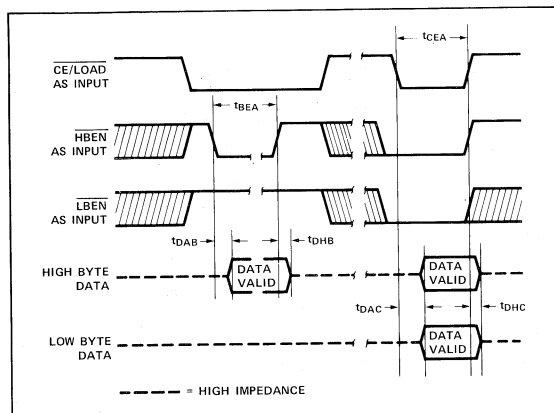 CE/LOAD
AS INPUT
tCEA
tBEA
HBEN
AS INPUT
LBEN
AS INPUT
tDAB
tDHB
HIGH BYTE
DATA
DATA
VALID
DATA
VALID
tDAC
tDHC
LOW BYTE
DATA
DATA
VALID
= HIGH IMPEDANCE